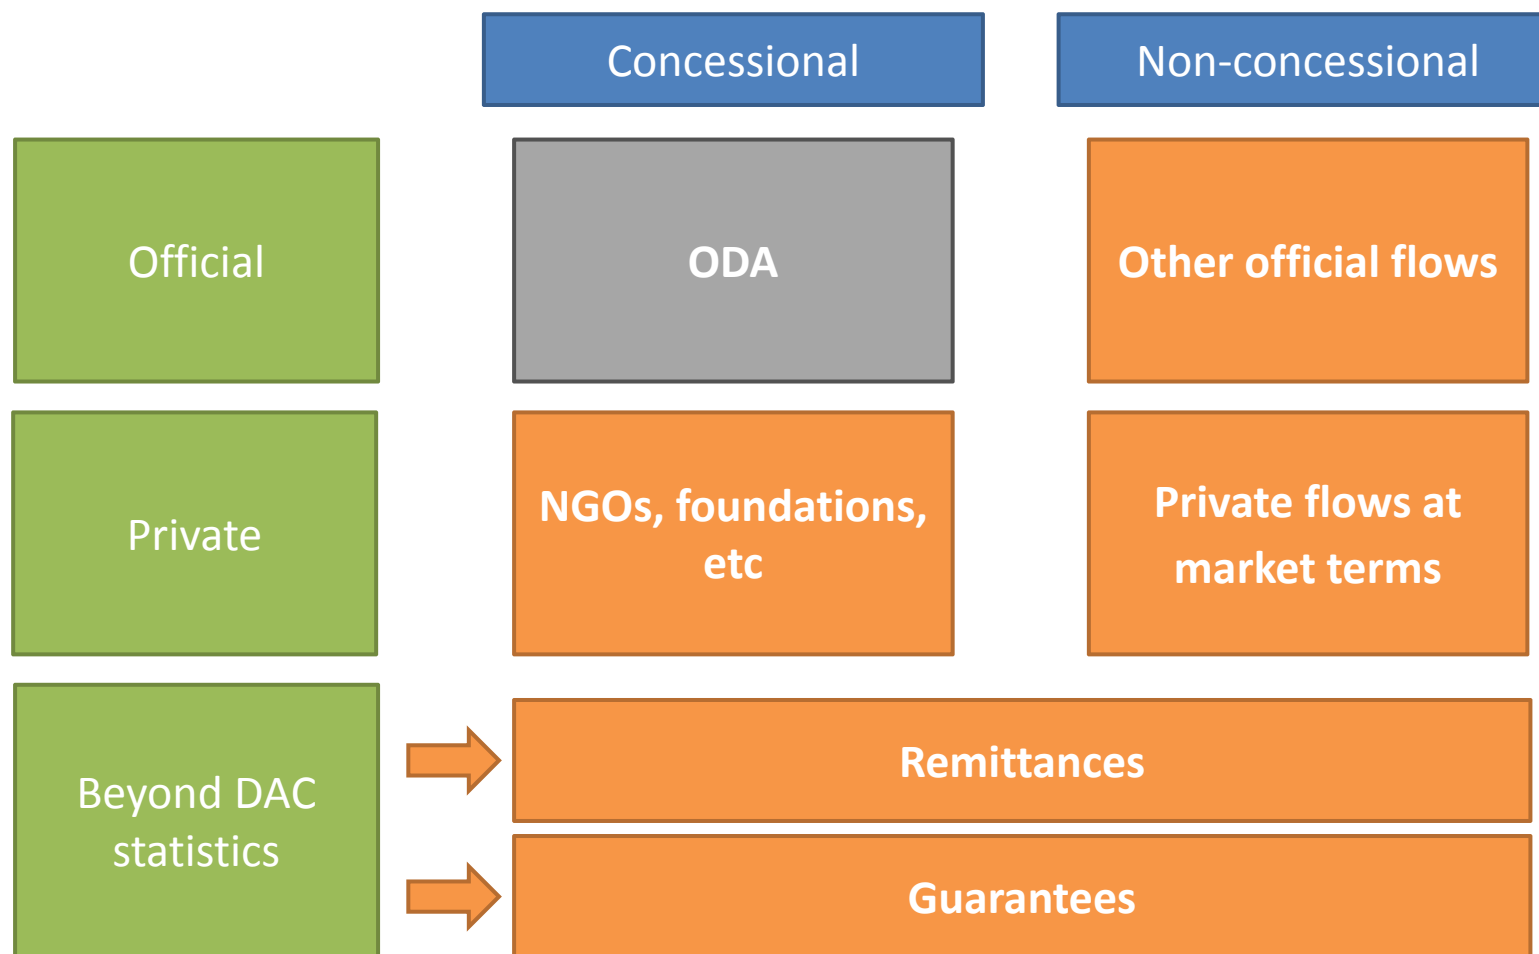 Concessional
Non-concessional
Official
ODA
Other official flows
Private
NGOs, foundations,
etc
Private flows at
market terms
Beyond DAC
statistics
Remittances
Guarantees